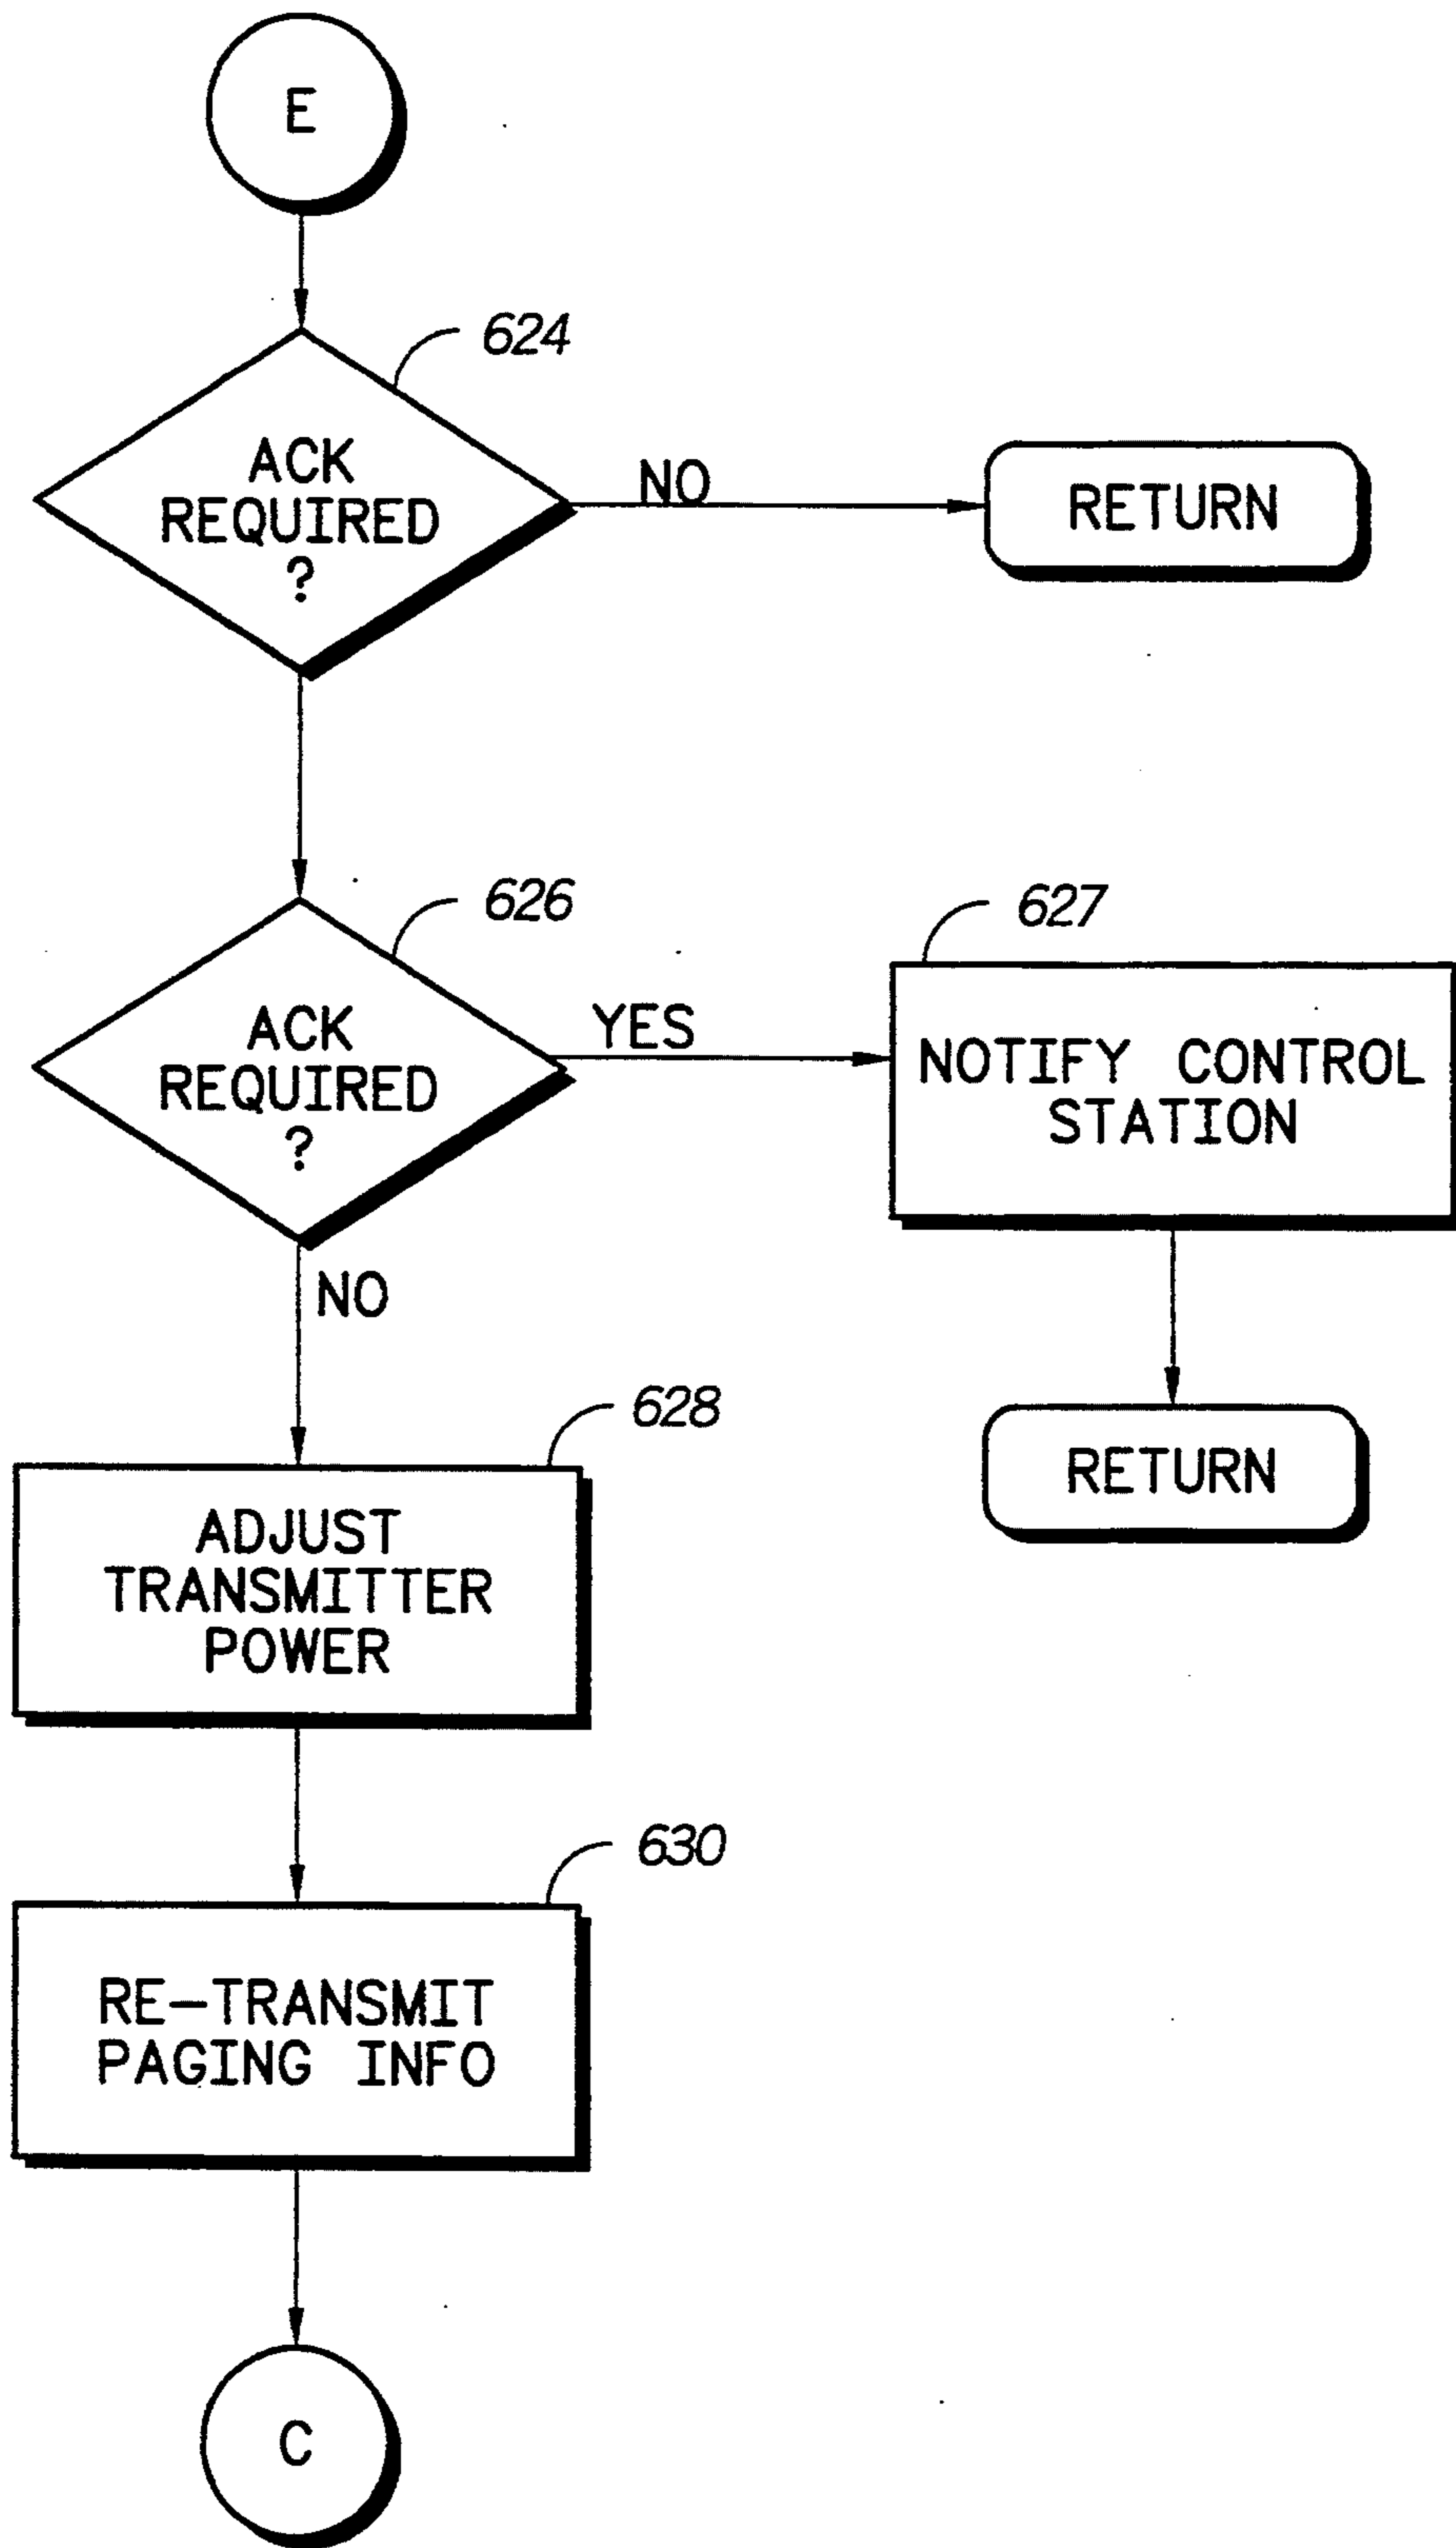 E
624
ACK
REQUIRED
?
NO
RETURN
626
ACK
REQUIRED
?
YES
627
NOTIFY CONTROL
STATION
NO
RETURN
628
ADJUST
TRANSMITTER
POWER
630
RE-TRANSMIT
PAGING INFO
C